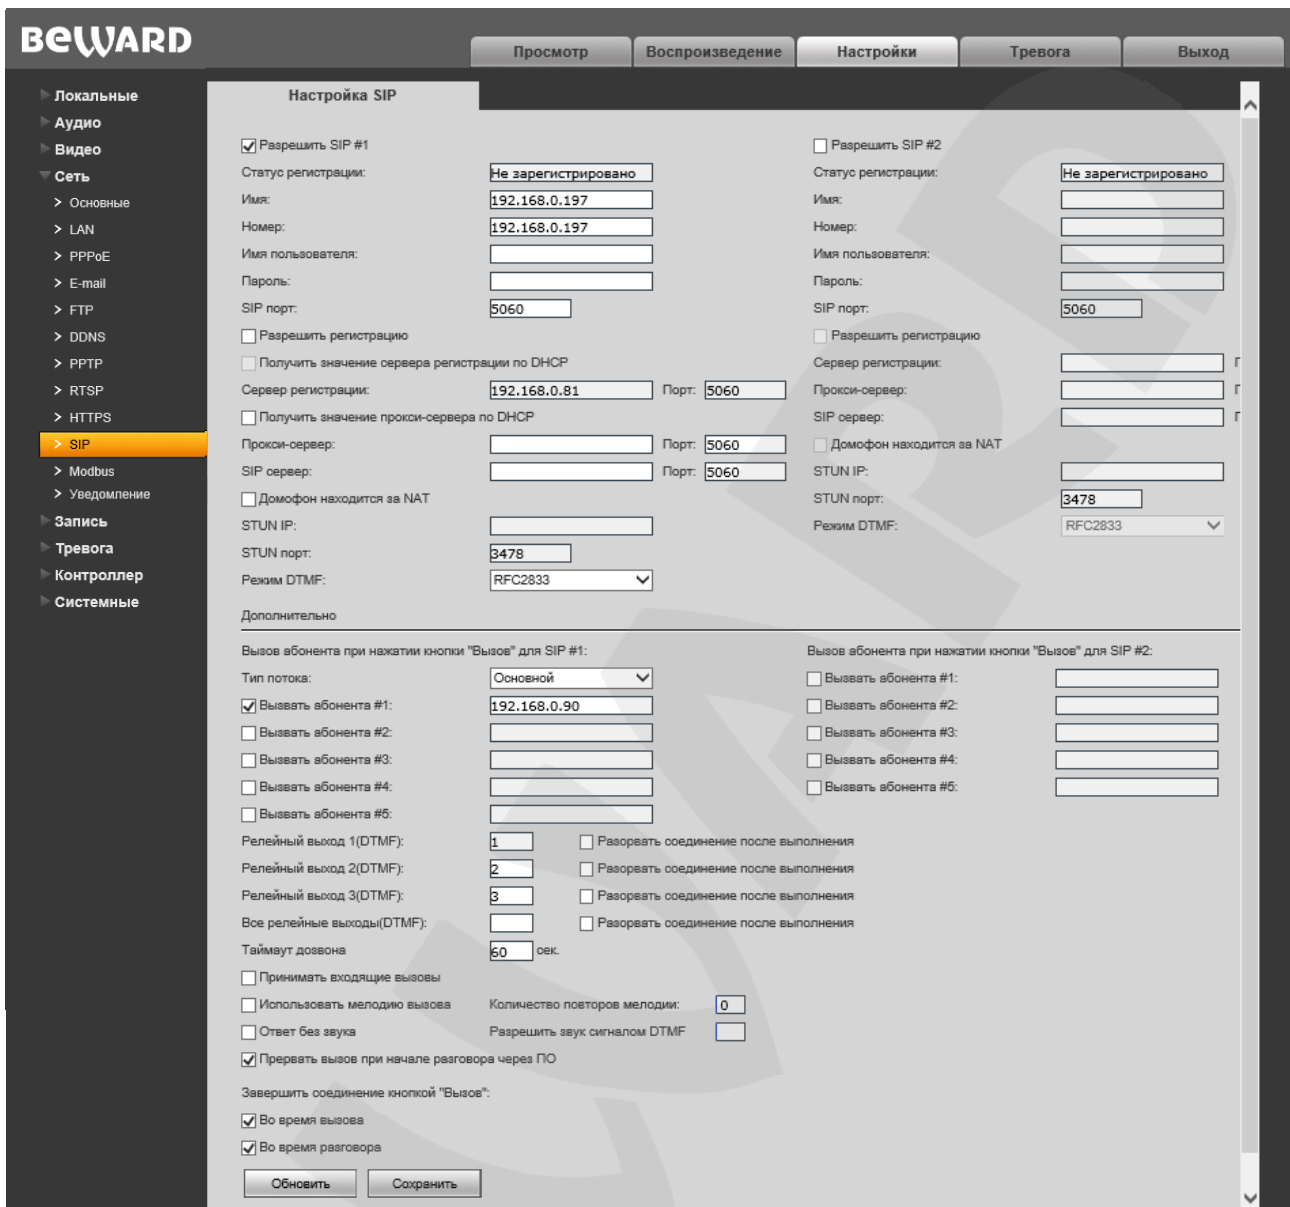 BEWARD
Просмотр Воспроизведение Настройки Тревога Выход
Локальные
Аудио
Видео
Сеть
> Основные
> LAN
> PPPoE
> E-mail
> FTP
> DDNS
> PPTP
> RTSP
> HTTPS
> SIP
> Modbus
> Уведомление
Запись
Тревога
Контроллер
Системные
Настройка SIP
Разрешить SIP #1
Статус регистрации: Не зарегистрировано
Имя: 192.168.0.197
Номер: 192.168.0.197
Имя пользователя:
Пароль:
SIP порт: 5060
Разрешить регистрацию
Получить значение сервера регистрации по DHCP
Сервер регистрации: 192.168.0.81 Порт: 5060
Получить значение прокси-сервера по DHCP
Прокси-сервер: Порт: 5060
SIP сервер: Порт: 5060
Домофон находится за NAT
STUN IP:
STUN порт: 3478
Режим DTMF: RFC2833
Разрешить SIP #2
Статус регистрации: Не зарегистрировано
Имя:
Номер:
Имя пользователя:
Пароль:
SIP порт: 5060
Разрешить регистрацию
Сервер регистрации:
Прокси-сервер:
SIP сервер:
Домофон находится за NAT
STUN IP:
STUN порт: 3478
Режим DTMF: RFC2833
Дополнительно
Вызов абонента при нажатии кнопки "Вызов" для SIP #1:
Тип потока: Основной
Вызвать абонента #1: 192.168.0.90
Вызвать абонента #2:
Вызвать абонента #3:
Вызвать абонента #4:
Вызвать абонента #5:
Вызов абонента при нажатии кнопки "Вызов" для SIP #2:
Вызвать абонента #1:
Вызвать абонента #2:
Вызвать абонента #3:
Вызвать абонента #4:
Вызвать абонента #5:
Релейный выход 1(DTMF): 1 Разорвать соединение после выполнения
Релейный выход 2(DTMF): 2 Разорвать соединение после выполнения
Релейный выход 3(DTMF): 3 Разорвать соединение после выполнения
Все релейные выходы(DTMF): Разорвать соединение после выполнения
Таймаут дозвона 60 сек.
Принимать входящие вызовы
Использовать мелодию вызова Количество повторов мелодии: 0
Ответ без звука Разрешить звук сигналом DTMF
Прервать вызов при начале разговора через ПО
Завершить соединение кнопкой "Вызов":
Во время вызова
Во время разговора
Обновить Сохранить